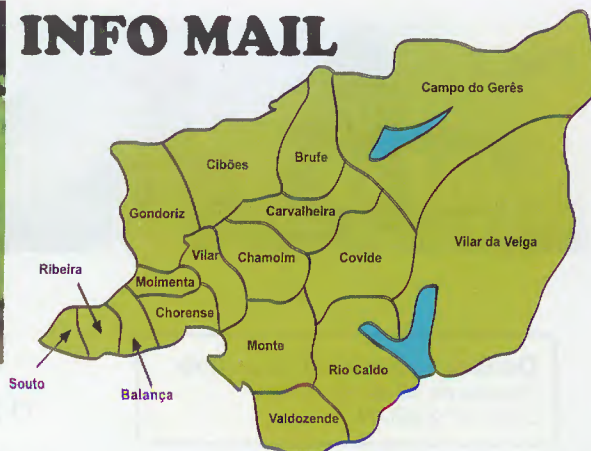 INFO MAIL
Campo do Gerês
Brufe
Cibões
Carvalheira
Gondoriz
Vilar da Veiga
Vilar
Chamoim
Covide
Ribeira
Moimenta
Chorense
Monte
Rio Caldo
Souto
Balança
Valdozende